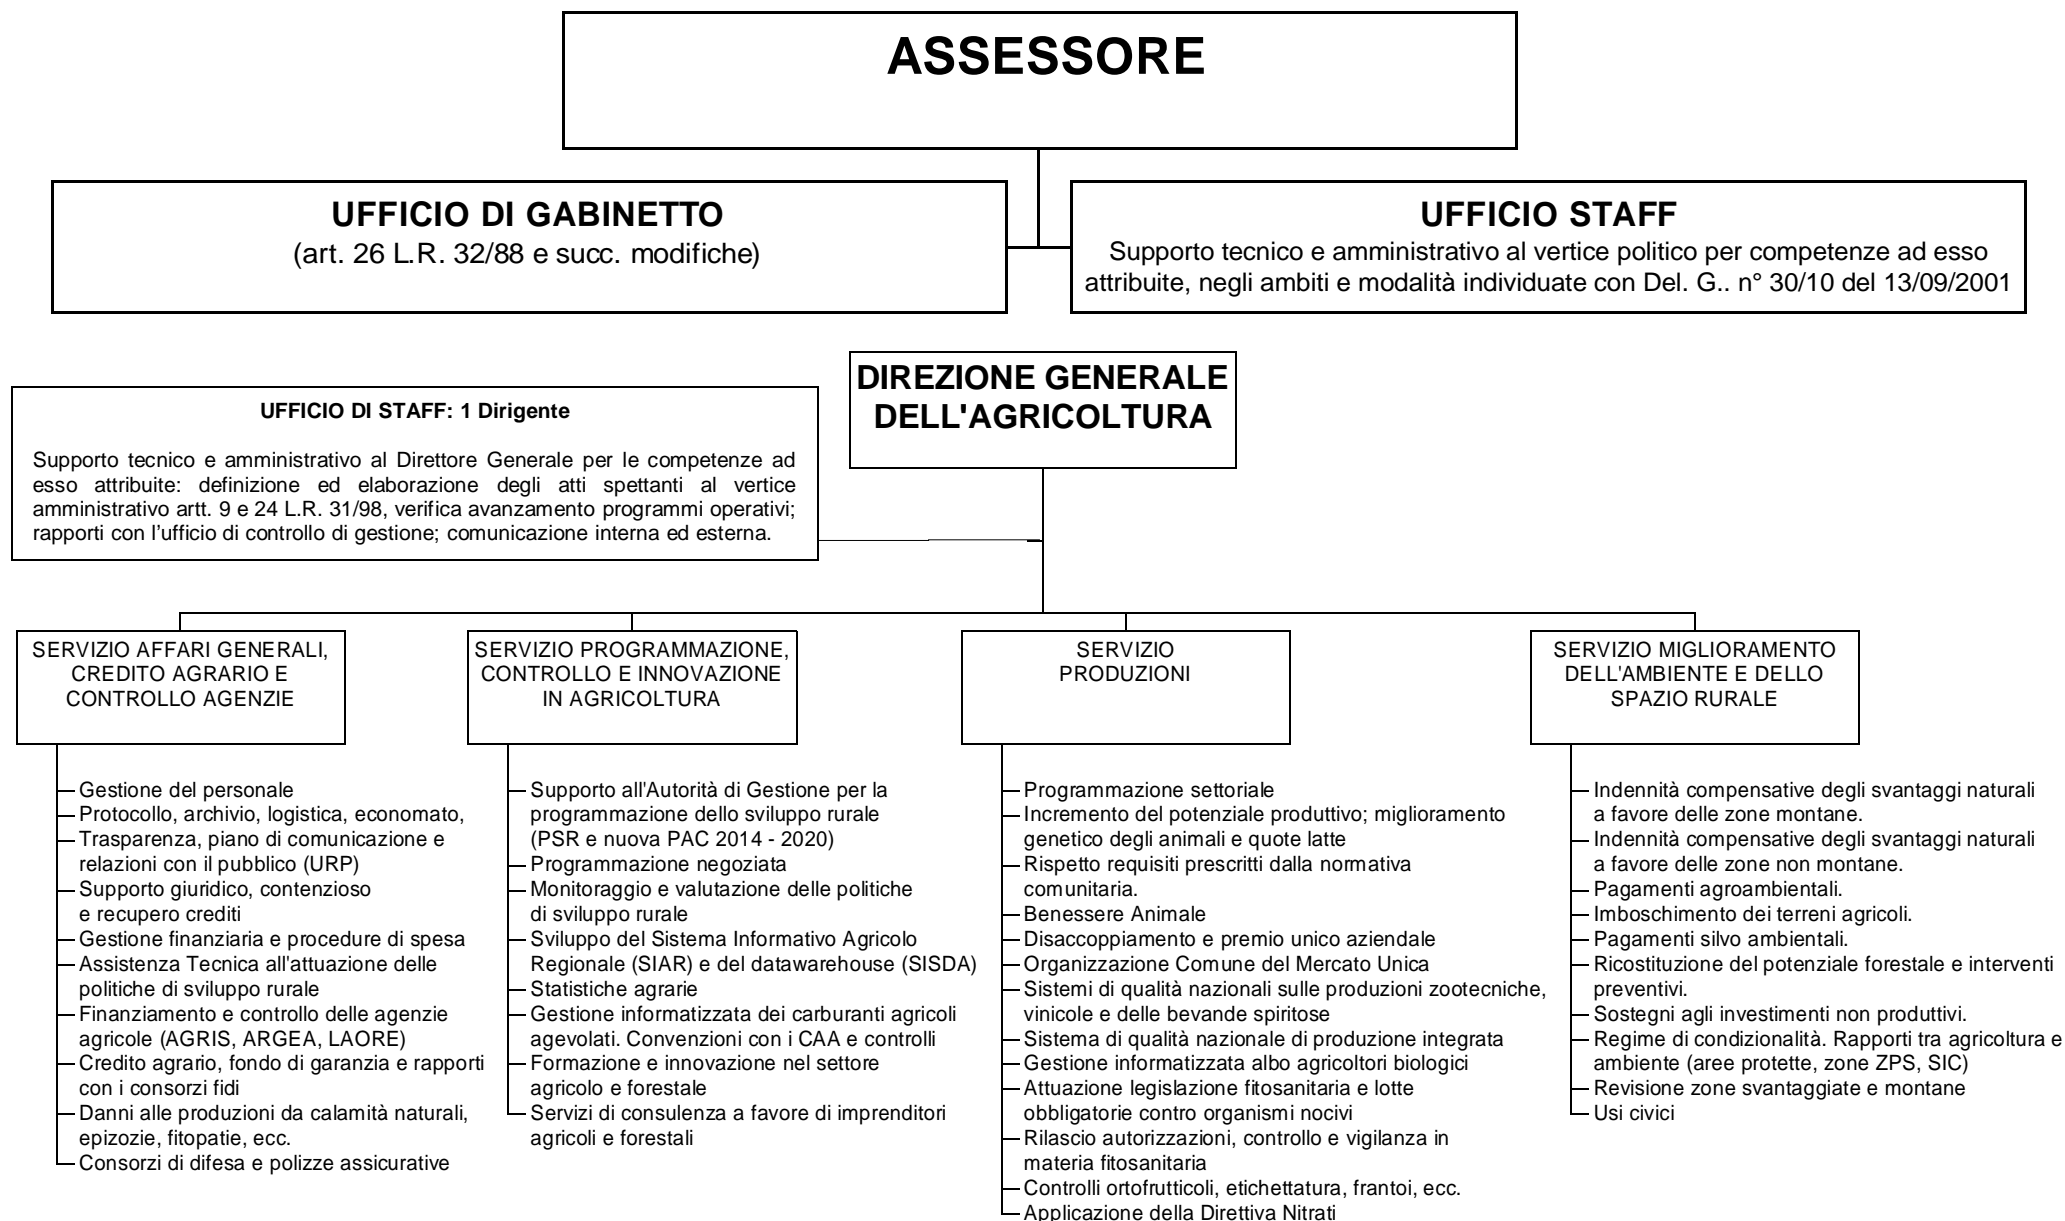 ASSESSORE
UFFICIO DI GABINETTO
(art. 26 L.R. 32/88 e succ. modifiche)
UFFICIO STAFF
Supporto tecnico e amministrativo al vertice politico per competenze ad esso
attribuite, negli ambiti e modalità individuate con Del. G.. n° 30/10 del 13/09/2001
DIREZIONE GENERALE
DELL'AGRICOLTURA
UFFICIO DI STAFF: 1 Dirigente
Supporto tecnico e amministrativo al Direttore Generale per le competenze ad
esso attribuite: definizione ed elaborazione degli atti spettanti al vertice
amministrativo artt. 9 e 24 L.R. 31/98, verifica avanzamento programmi operativi;
rapporti con l'ufficio di controllo di gestione; comunicazione interna ed esterna.
SERVIZIO AFFARI GENERALI,
CREDITO AGRARIO E
CONTROLLO AGENZIE
Gestione del personale
Protocollo, archivio, logistica, economato,
Trasparenza, piano di comunicazione e
relazioni con il pubblico (URP)
Supporto giuridico, contenzioso
e recupero crediti
Gestione finanziaria e procedure di spesa
Assistenza Tecnica all'attuazione delle
politiche di sviluppo rurale
Finanziamento e controllo delle agenzie
agricole (AGRIS, ARGEA, LAORE)
Credito agrario, fondo di garanzia e rapporti
con i consorzi fidi
Danni alle produzioni da calamità naturali,
epizozie, fitopatie, ecc.
Consorzi di difesa e polizze assicurative
SERVIZIO PROGRAMMAZIONE,
CONTROLLO E INNOVAZIONE
IN AGRICOLTURA
Supporto all'Autorità di Gestione per la
programmazione dello sviluppo rurale
(PSR e nuova PAC 2014 - 2020)
Programmazione negoziata
Monitoraggio e valutazione delle politiche
di sviluppo rurale
Sviluppo del Sistema Informativo Agricolo
Regionale (SIAR) e del datawarehouse (SISDA)
Statistiche agrarie
Gestione informatizzata dei carburanti agricoli
agevolati. Convenzioni con i CAA e controlli
Formazione e innovazione nel settore
agricolo e forestale
Servizi di consulenza a favore di imprenditori
agricoli e forestali
SERVIZIO
PRODUZIONI
Programmazione settoriale
Incremento del potenziale produttivo; miglioramento
genetico degli animali e quote latte
Rispetto requisiti prescritti dalla normativa
comunitaria.
Benessere Animale
Disaccoppiamento e premio unico aziendale
Organizzazione Comune del Mercato Unica
Sistemi di qualità nazionali sulle produzioni zootecniche,
vinicole e delle bevande spiritose
Sistema di qualità nazionale di produzione integrata
Gestione informatizzata albo agricoltori biologici
Attuazione legislazione fitosanitaria e lotte
obbligatorie contro organismi nocivi
Rilascio autorizzazioni, controllo e vigilanza in
materia fitosanitaria
Controlli ortofrutticoli, etichettatura, frantoi, ecc.
Applicazione della Direttiva Nitrati
SERVIZIO MIGLIORAMENTO
DELL'AMBIENTE E DELLO
SPAZIO RURALE
Indennità compensative degli svantaggi naturali
a favore delle zone montane.
Indennità compensative degli svantaggi naturali
a favore delle zone non montane.
Pagamenti agroambientali.
Imboschimento dei terreni agricoli.
Pagamenti silvo ambientali.
Ricostituzione del potenziale forestale e interventi
preventivi.
Sostegni agli investimenti non produttivi.
Regime di condizionalità. Rapporti tra agricoltura e
ambiente (aree protette, zone ZPS, SIC)
Revisione zone svantaggiate e montane
Usi civici